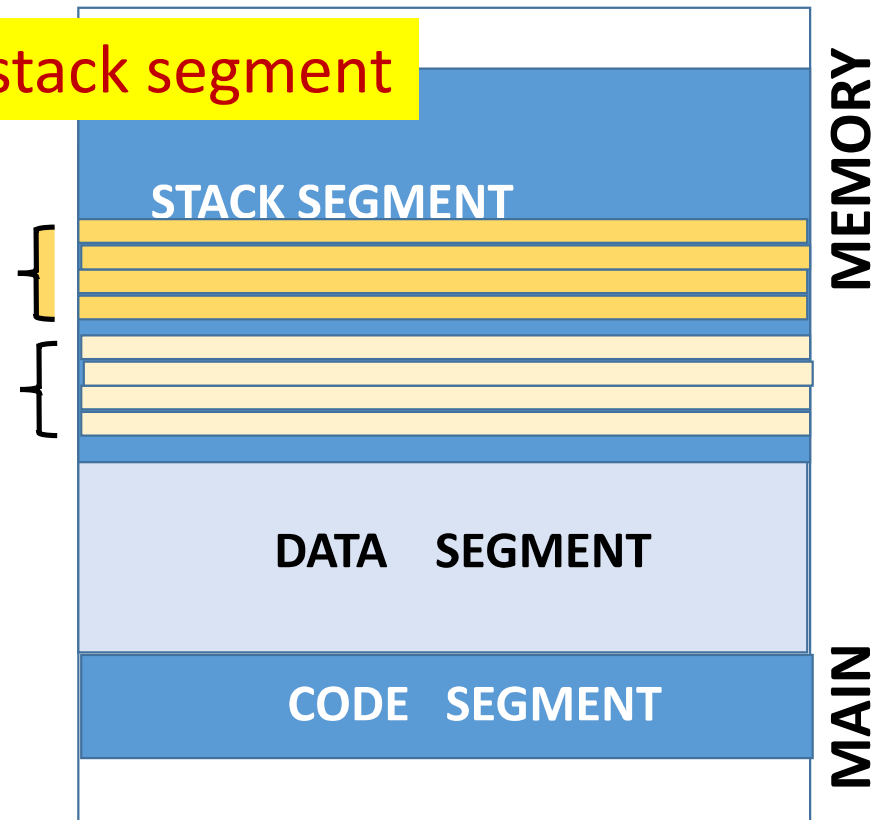 stack segment
STACK SEGMENT
DATA SEGMENT
CODE SEGMENT
MAIN MEMORY